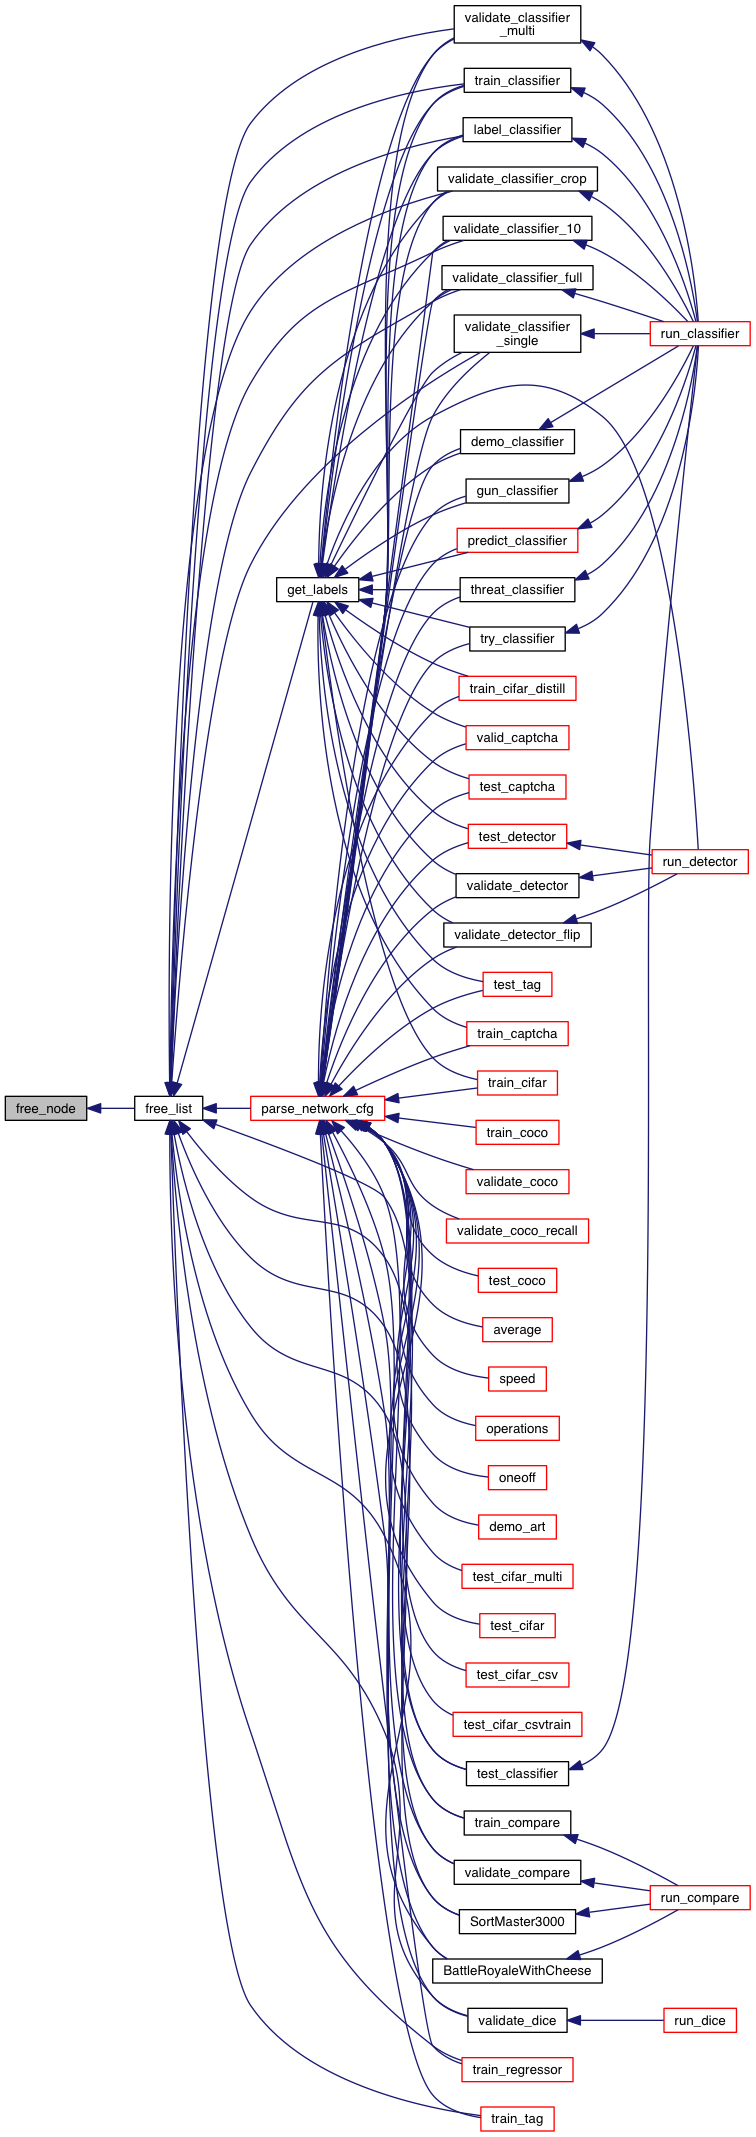 validate_classifier
_multi
train_classifier
label_classifier
validate_classifier_crop
validate_classifier_10
validate_classifier_full
validate_classifier
_single
run_classifier
demo_classifier
gun_classifier
predict_classifier
get_labels
threat_classifier
try_classifier
train_cifar_distill
valid_captcha
test_captcha
test_detector
run_detector
validate_detector
validate_detector_flip
test_tag
train_captcha
train_cifar
free_node
free_list
parse_network_cfg
train_coco
validate_coco
validate_coco_recall
test_coco
average
speed
operations
oneoff
demo_art
test_cifar_multi
test_cifar
test_cifar_csv
test_cifar_csvtrain
test_classifier
train_compare
validate_compare
run_compare
SortMaster3000
BattleRoyaleWithCheese
validate_dice
run_dice
train_regressor
train_tag